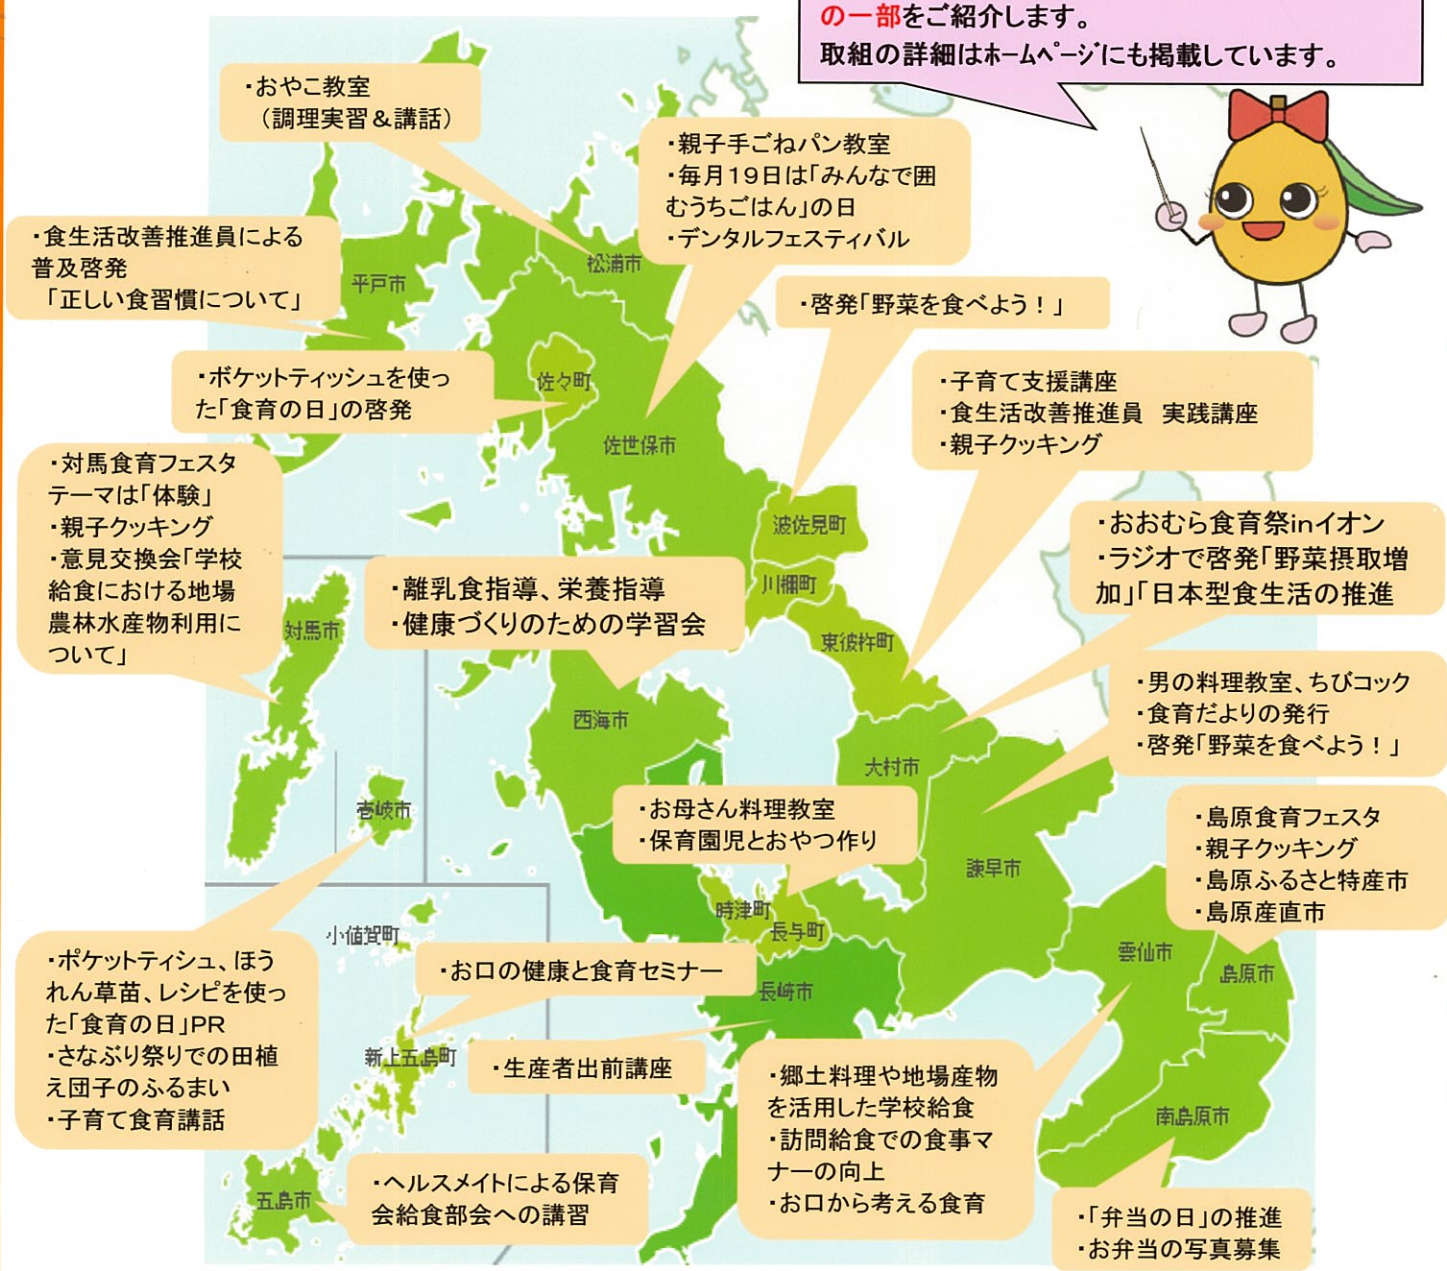 の一部をご紹介します。
取組の詳細はホームページにも掲載しています。
・おやこ教室
（調理実習＆講話）
・親子手ごねパン教室
・毎月19日は「みんなで囲
むうちごはん」の日
・デンタルフェスティバル
・食生活改善推進員による
普及啓発
「正しい食習慣について」
平戸市
松浦市
・啓発「野菜を食べよう！」
・ポケットティッシュを使っ
た「食育の日」の啓発
佐々町
佐世保市
・子育て支援講座
・食生活改善推進員　実践講座
・親子クッキング
・対馬食育フェスタ
テーマは「体験」
・親子クッキング
・意見交換会「学校
給食における地場
農林水産物利用に
ついて」
対馬市
波佐見町
川棚町
東彼杵町
・おおむら食育祭inイオン
・ラジオで啓発「野菜摂取増
加」「日本型食生活の推進
・離乳食指導、栄養指導
・健康づくりのための学習会
西海市
大村市
・男の料理教室、ちびコック
・食育だよりの発行
・啓発「野菜を食べよう！」
壱岐市
・お母さん料理教室
・保育園児とおやつ作り
諫早市
・島原食育フェスタ
・親子クッキング
・島原ふるさと特産市
・島原産直市
時津町
長与町
小値賀町
雲仙市
島原市
・ポケットティシュ、ほう
れん草苗、レシピを使っ
た「食育の日」PR
・さなぶり祭りでの田植
え団子のふるまい
・子育て食育講話
・お口の健康と食育セミナー
長崎市
新上五島町
・生産者出前講座
・郷土料理や地場産物
を活用した学校給食
・訪問給食での食事マ
ナーの向上
・お口から考える食育
南島原市
五島市
・ヘルスメイトによる保育
会給食部会への講習
・「弁当の日」の推進
・お弁当の写真募集